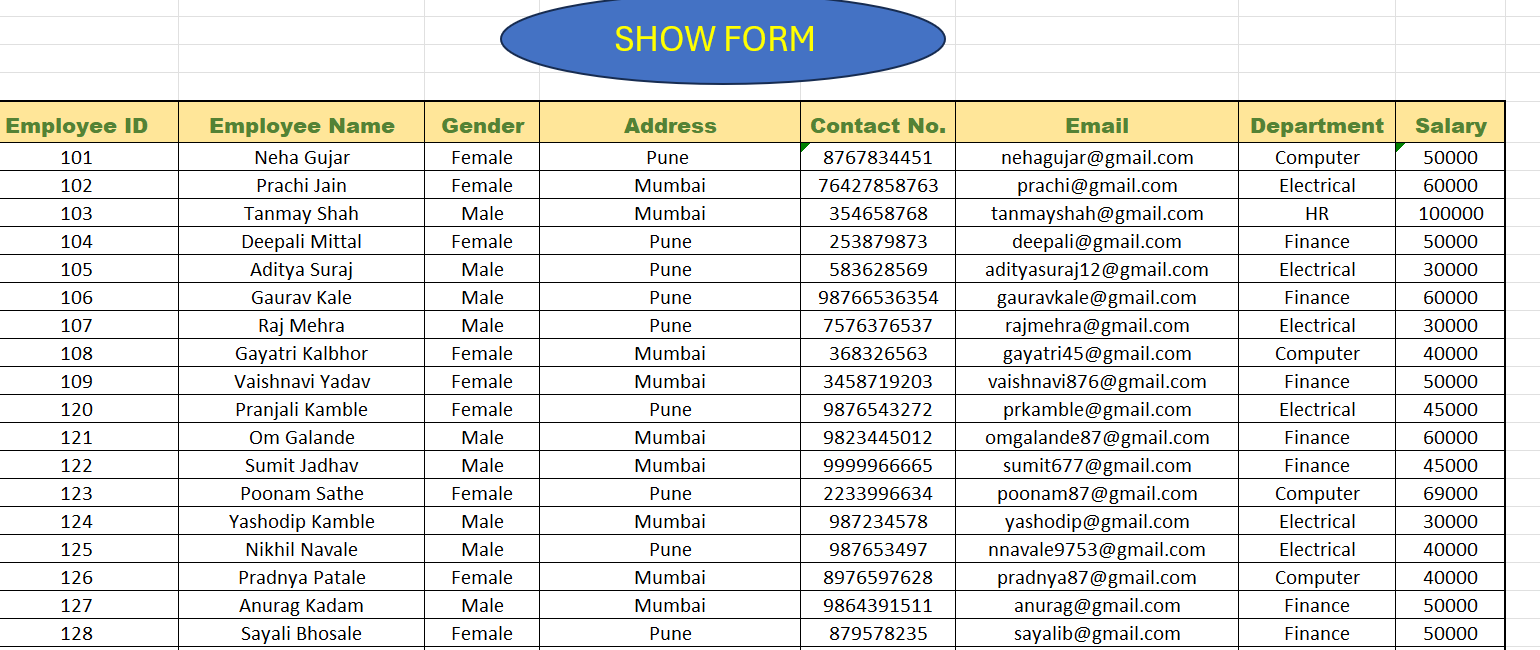 SHOW FORM
Employee ID Employee Name Gender Address Contact No. Email Department Salary
101 Neha Gujar Female Pune 8767834451 nehagujar@gmail.com Computer 50000
102 Prachi Jain Female Mumbai 76427858763 prachi@gmail.com Electrical 60000
103 Tanmay Shah Male Mumbai 354658768 tanmayshah@gmail.com HR 100000
104 Deepali Mittal Female Pune 253879873 deepali@gmail.com Finance 50000
105 Aditya Suraj Male Pune 583628569 adityasuraj12@gmail.com Electrical 30000
106 Gaurav Kale Male Pune 98766536354 gauravkale@gmail.com Finance 60000
107 Raj Mehra Male Pune 7576376537 rajmehra@gmail.com Electrical 30000
108 Gayatri Kalbhor Female Mumbai 368326563 gayatri45@gmail.com Computer 40000
109 Vaishnavi Yadav Female Mumbai 3458719203 vaishnavi876@gmail.com Finance 50000
120 Pranjali Kamble Female Pune 9876543272 prkamble@gmail.com Electrical 45000
121 Om Galande Male Mumbai 9823445012 omgalande87@gmail.com Finance 60000
122 Sumit Jadhav Male Mumbai 9999966665 sumit677@gmail.com Finance 45000
123 Poonam Sathe Female Pune 2233996634 poonam87@gmail.com Computer 69000
124 Yashodip Kamble Male Mumbai 987234578 yashodip@gmail.com Electrical 30000
125 Nikhil Navale Male Pune 987653497 nnavale9753@gmail.com Electrical 40000
126 Pradnya Patale Female Mumbai 8976597628 pradnya87@gmail.com Computer 40000
127 Anurag Kadam Male Mumbai 9864391511 anurag@gmail.com Finance 50000
128 Sayali Bhosale Female Pune 879578235 sayalib@gmail.com Finance 50000